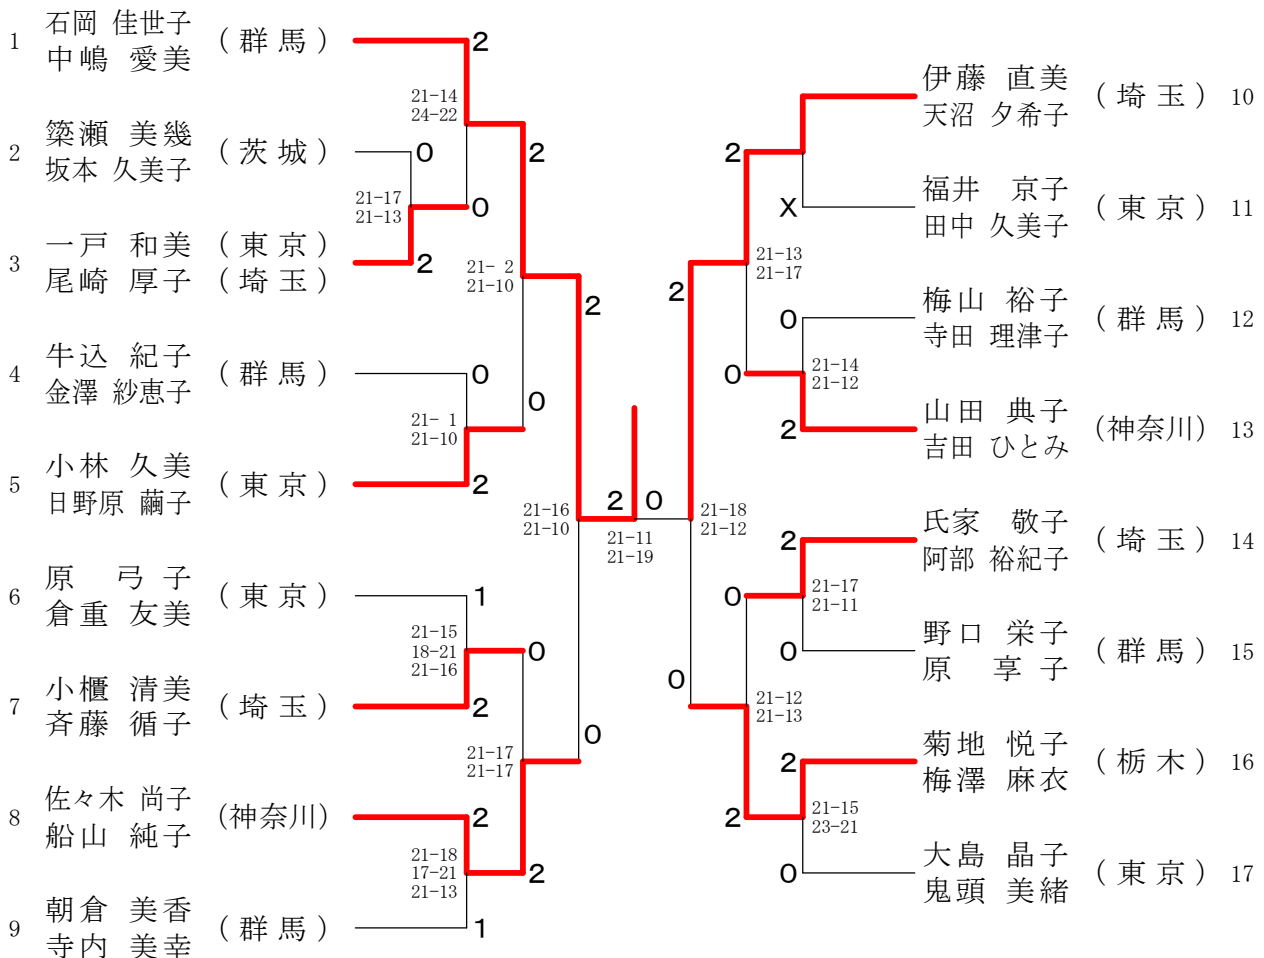 1 石岡 佳世子 (群馬)
中嶋 愛美
2
21-14
24-22
2 簗瀬 美幾 (茨城)
坂本 久美子
0
2
21-17
21-13
0
3 一戸 和美 (東京)
尾崎 厚子 (埼玉)
2
21- 2
21-10
2
4 牛込 紀子 (群馬)
金澤 紗恵子
0
0
21- 1
21-10
5 小林 久美 (東京)
日野原 繭子
2
21-16
21-10
2 0
21-11
21-19
6 原 弓子 (東京)
倉重 友美
1
21-15
18-21
21-16
0
7 小櫃 清美 (埼玉)
斉藤 循子
2
0
21-17
21-17
8 佐々木 尚子 (神奈川)
船山 純子
2
21-18
17-21
21-13
2
9 朝倉 美香 (群馬)
寺内 美幸
1
伊藤 直美 (埼玉) 10
天沼 夕希子
2
X
福井 京子 (東京) 11
田中 久美子
21-13
21-17
2
0
梅山 裕子 (群馬) 12
寺田 理津子
21-14
21-12
0
2
山田 典子 (神奈川) 13
吉田 ひとみ
21-18
21-12
2
氏家 敬子 (埼玉) 14
阿部 裕紀子
21-17
21-11
0
0
野口 栄子 (群馬) 15
原 享子
0
21-12
21-13
2
菊地 悦子 (栃木) 16
梅澤 麻衣
2
21-15
23-21
0
大島 晶子 (東京) 17
鬼頭 美緒